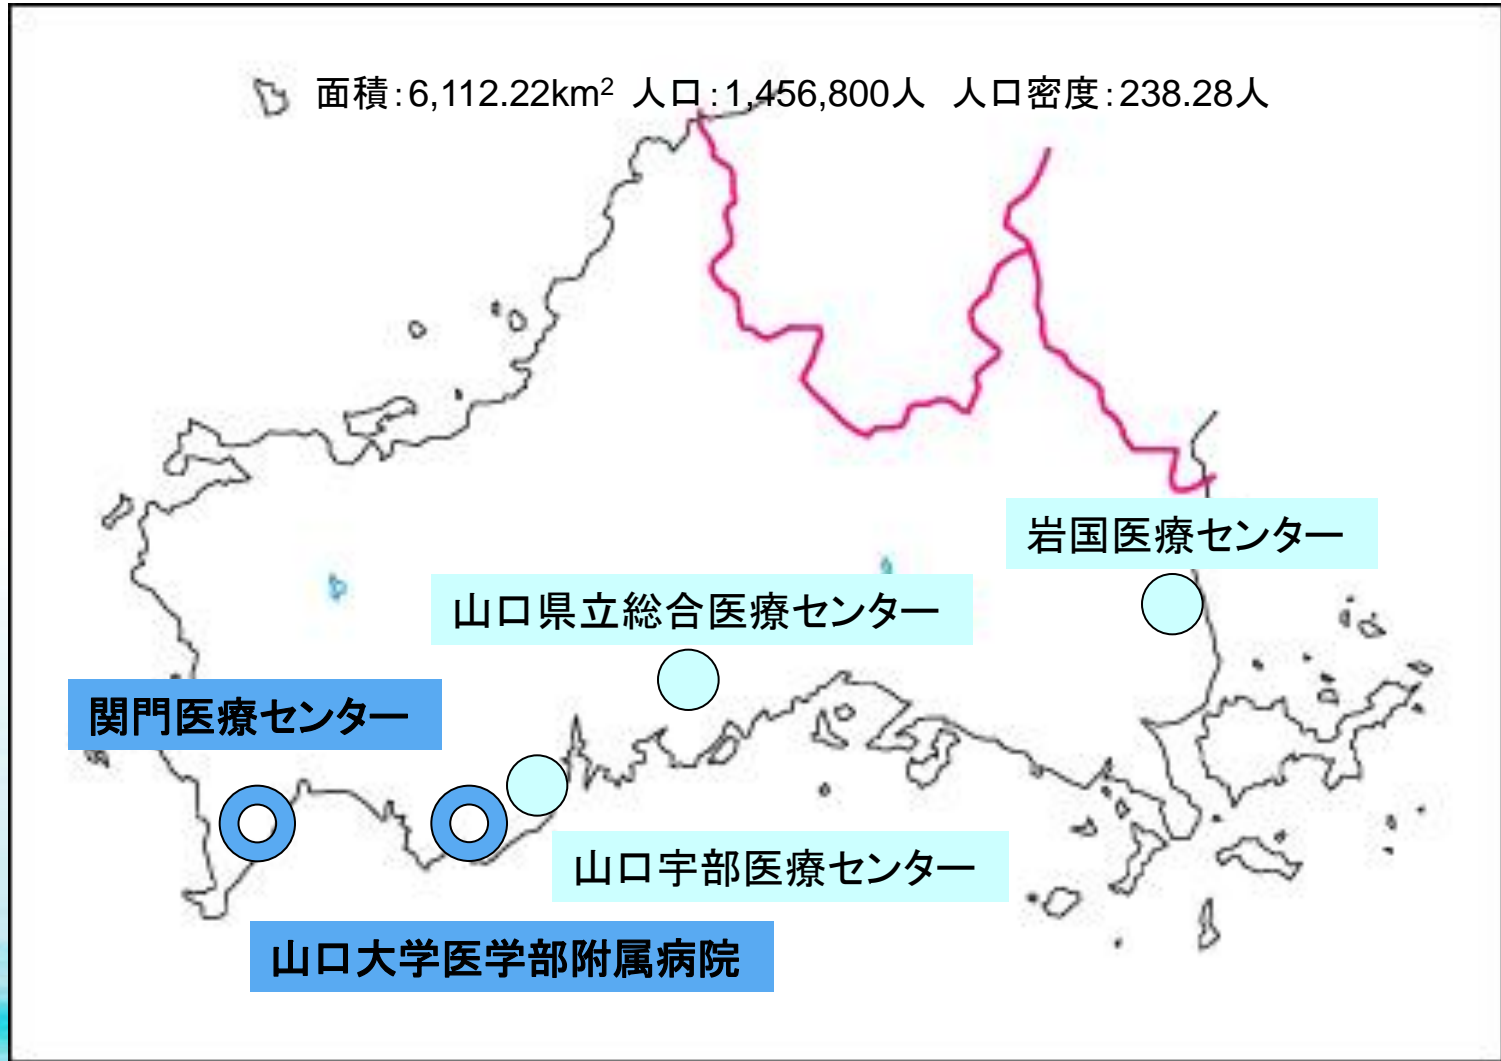 面積:6,112.22km² 人口:1,456,800人 人口密度:238.28人
岩国医療センター
山口県立総合医療センター
関門医療センター
山口宇部医療センター
山口大学医学部附属病院